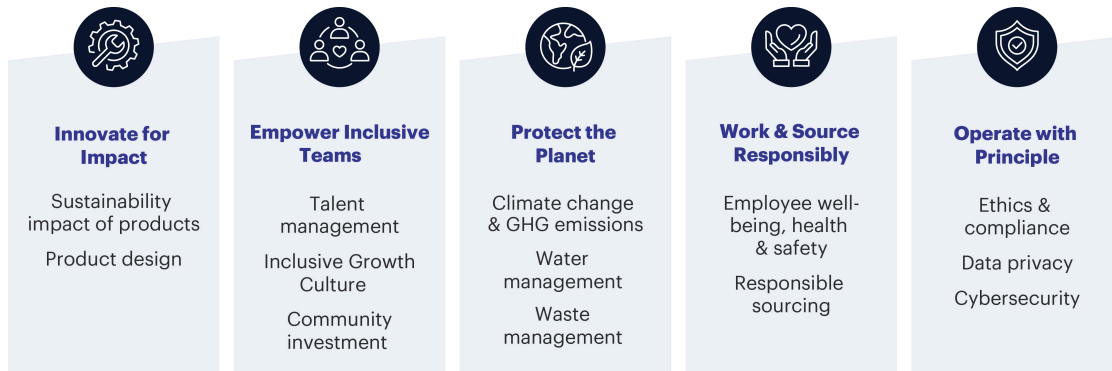 Innovate for
Impact
Sustainability
impact of products
Product design
Empower Inclusive
Teams
Talent
management
Inclusive Growth
Culture
Community
investment
Protect the
Planet
Climate change
& GHG emissions
Water
management
Waste
management
Work & Source
Responsibly
Employee well-
being, health
& safety
Responsible
sourcing
Operate with
Principle
Ethics &
compliance
Data privacy
Cybersecurity